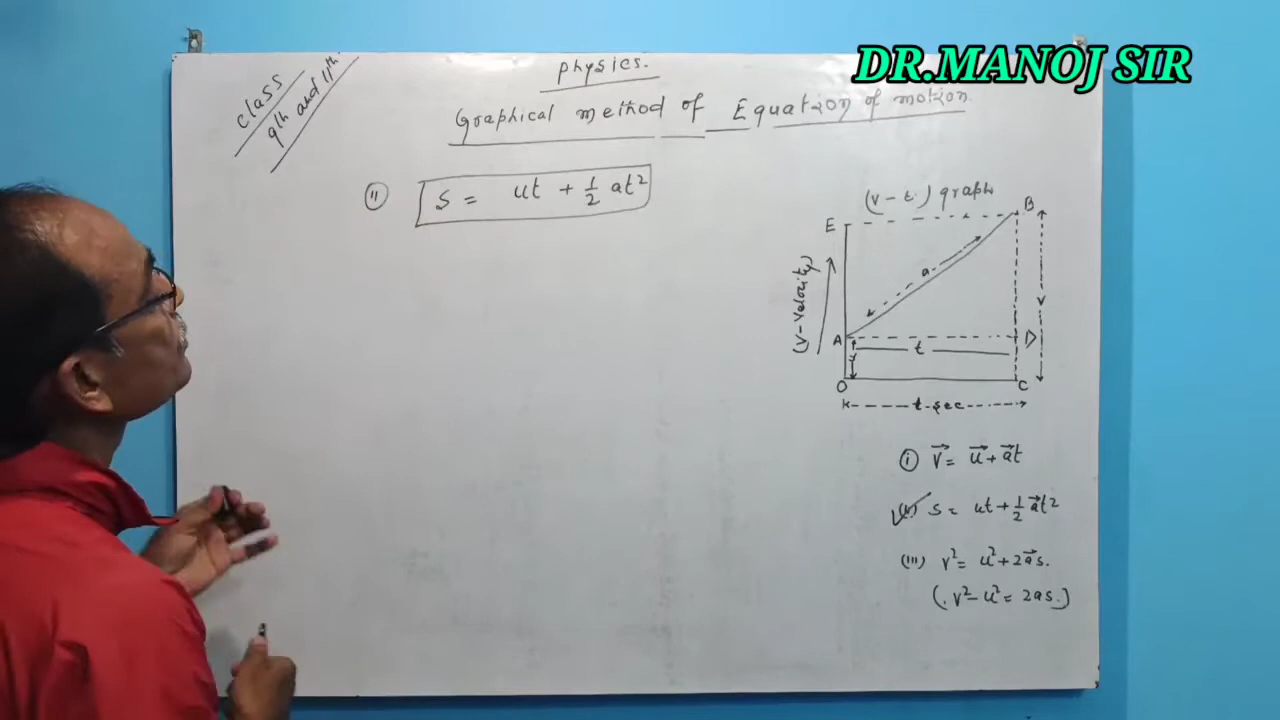 DR.MANOJ SIR
class
9th and 11th
Physics.
Graphical method of Equation of motion.
(II) S = ut + 1/2 at²
(v-t) graph
E
B
(V-Velocity)
a
v
A
t
D
O
C
t sec
(i) v⃗ = u⃗ + a⃗t
S = ut + 1/2 a⃗t²
(III) v² = u² + 2a⃗s.
(v² - u² = 2as.)